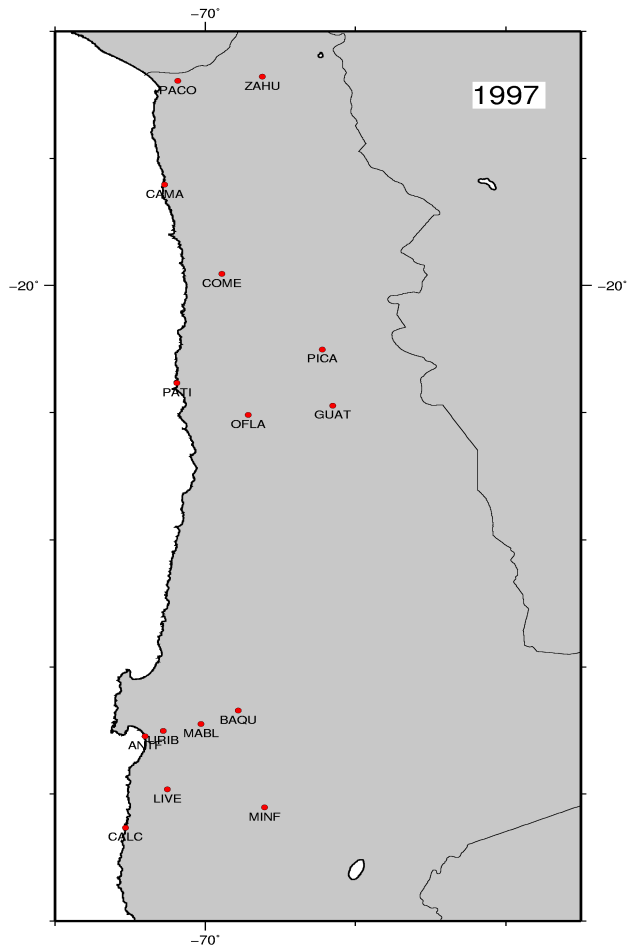 -70°
PACO
ZAHU
1997
CAMA
-20°
COME
-20°
PICA
PATI
OFLA
GUAT
BAQU
MABL
URIB
ANTF
LIVE
MINF
CALC
-70°